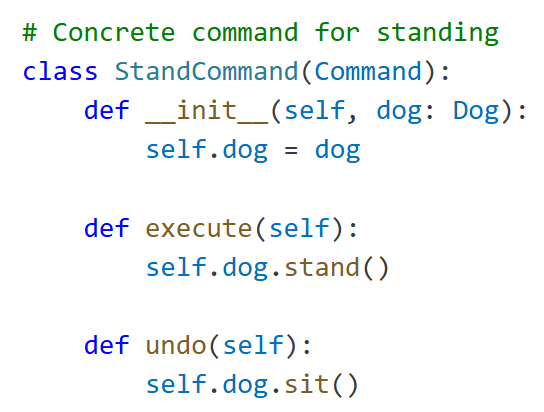 # Concrete command for standing
class StandCommand(Command):
    def __init__(self, dog: Dog):
        self.dog = dog

    def execute(self):
        self.dog.stand()

    def undo(self):
        self.dog.sit()